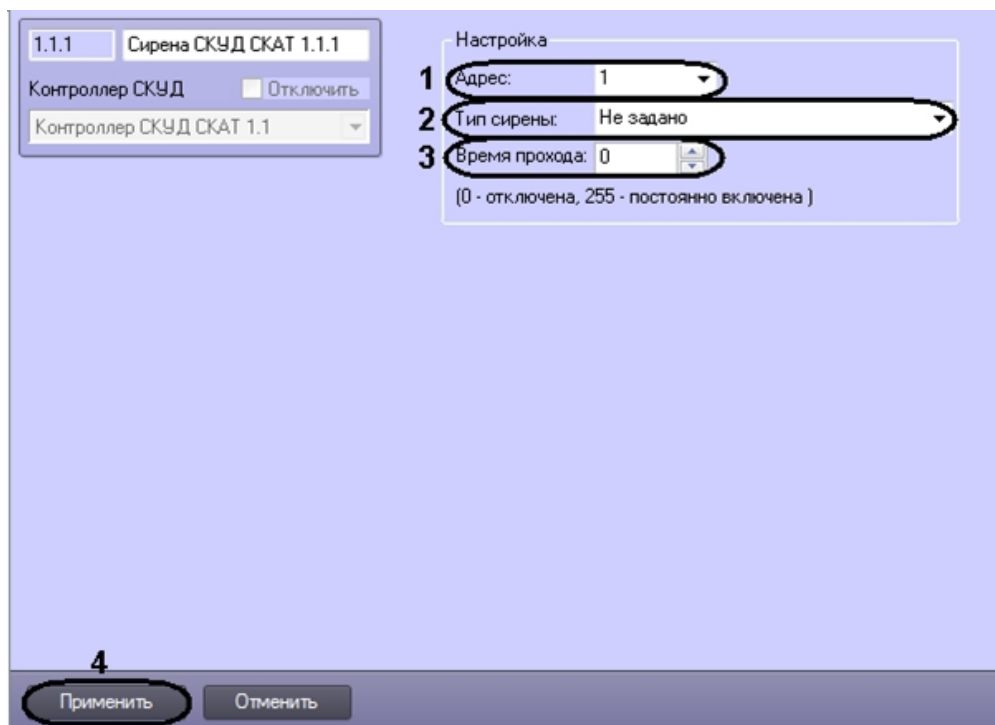 1.1.1 Сирена СКУД СКАТ 1.1.1
Контроллер СКУД Отключить
Контроллер СКУД СКАТ 1.1
Настройка
1 Адрес: 1
2 Тип сирены: Не задано
3 Время прохода: 0
(0 - отключена, 255 - постоянно включена )
4
Применить Отменить